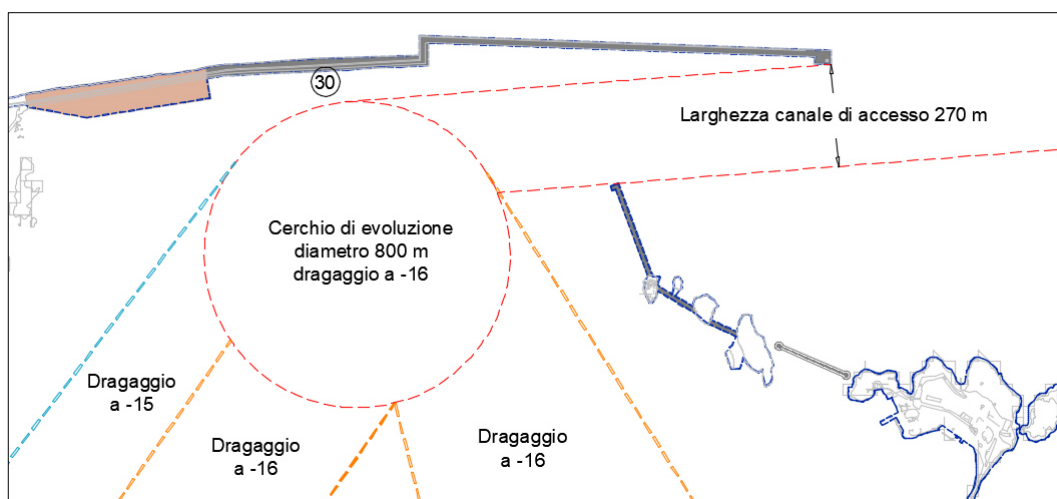 30
Larghezza canale di accesso 270 m
Cerchio di evoluzione
diametro 800 m
dragaggio a -16
Dragaggio
a -15
Dragaggio
a -16
Dragaggio
a -16